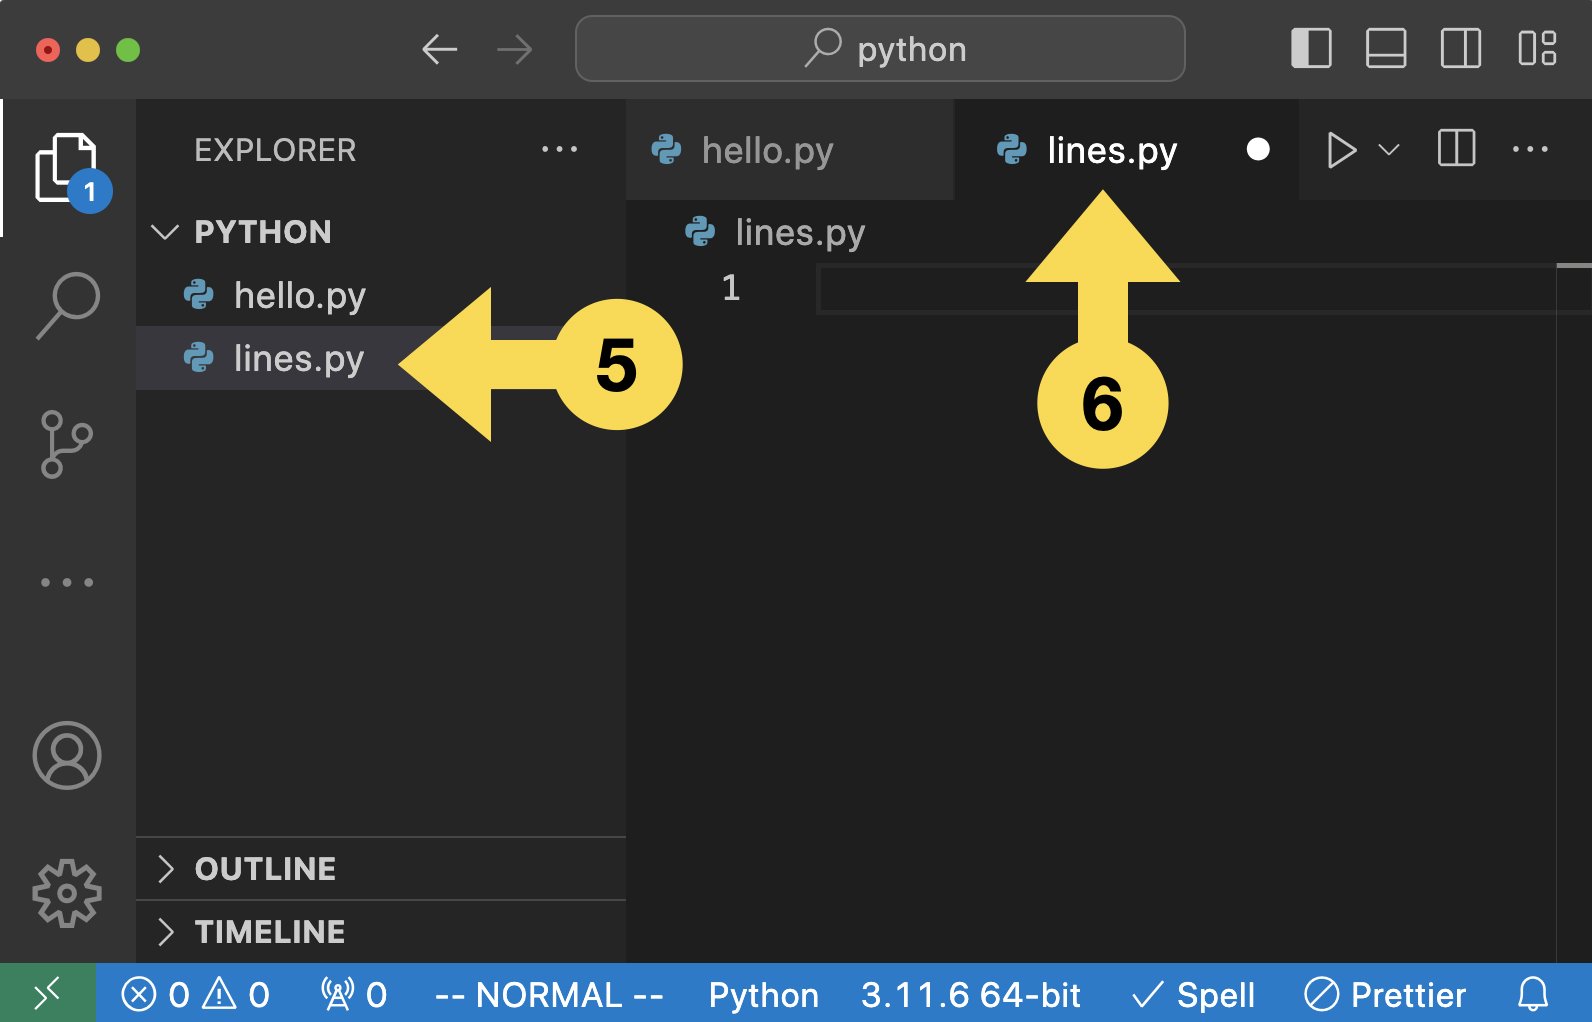 python
EXPLORER
1
PYTHON
hello.py
lines.py
5
hello.py
lines.py
lines.py
1
6
OUTLINE
TIMELINE
0 0 0 -- NORMAL -- Python 3.11.6 64-bit Spell Prettier